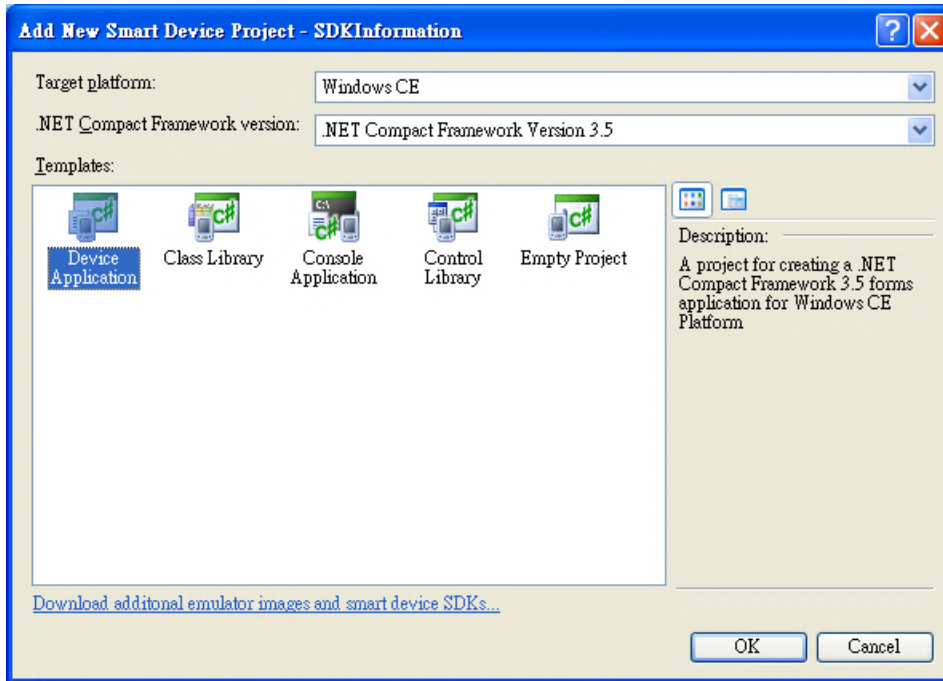 Add New Smart Device Project - SDKInformation
Target platform:
Windows CE
.NET Compact Framework version:
.NET Compact Framework Version 3.5
Templates:
Device
Application
Class Library
Console
Application
Control
Library
Empty Project
Description:
A project for creating a .NET
Compact Framework 3.5 forms
application for Windows CE
Platform
Download additonal emulator images and smart device SDKs...
OK
Cancel